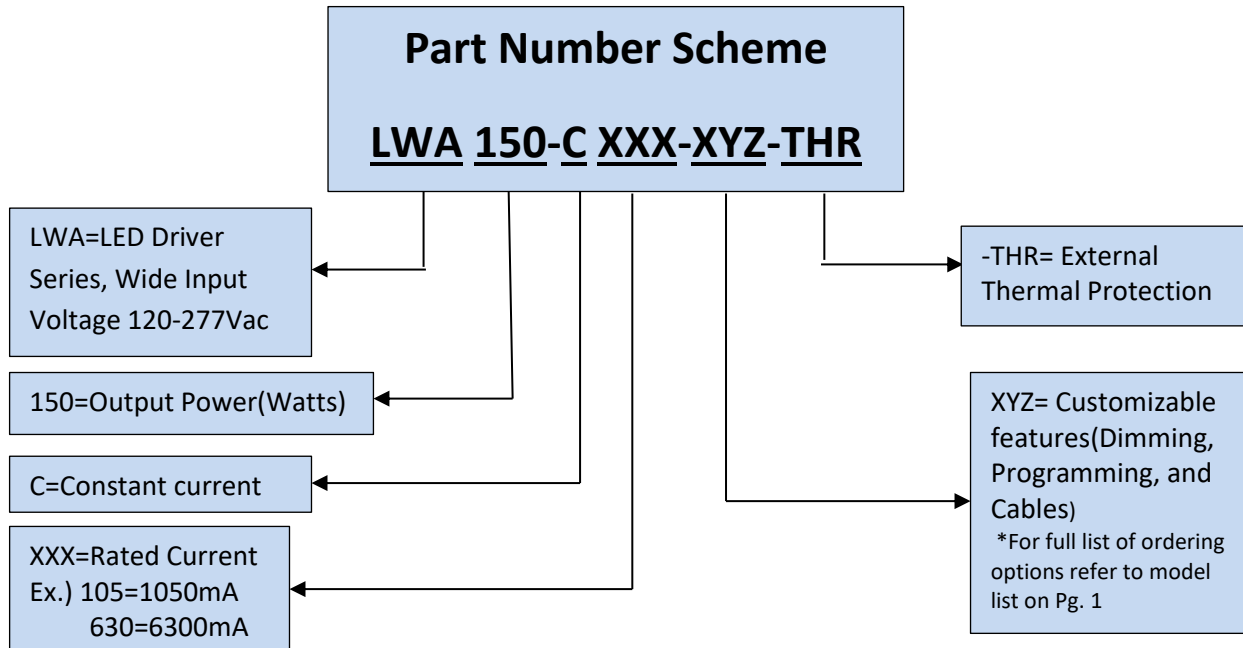 Part Number Scheme
LWA 150-C XXX-XYZ-THR
LWA=LED Driver
Series, Wide Input
Voltage 120-277Vac
150=Output Power(Watts)
C=Constant current
XXX=Rated Current
Ex.) 105=1050mA
630=6300mA
-THR= External
Thermal Protection
XYZ= Customizable
features(Dimming,
Programming, and
Cables)
*For full list of ordering
options refer to model
list on Pg. 1